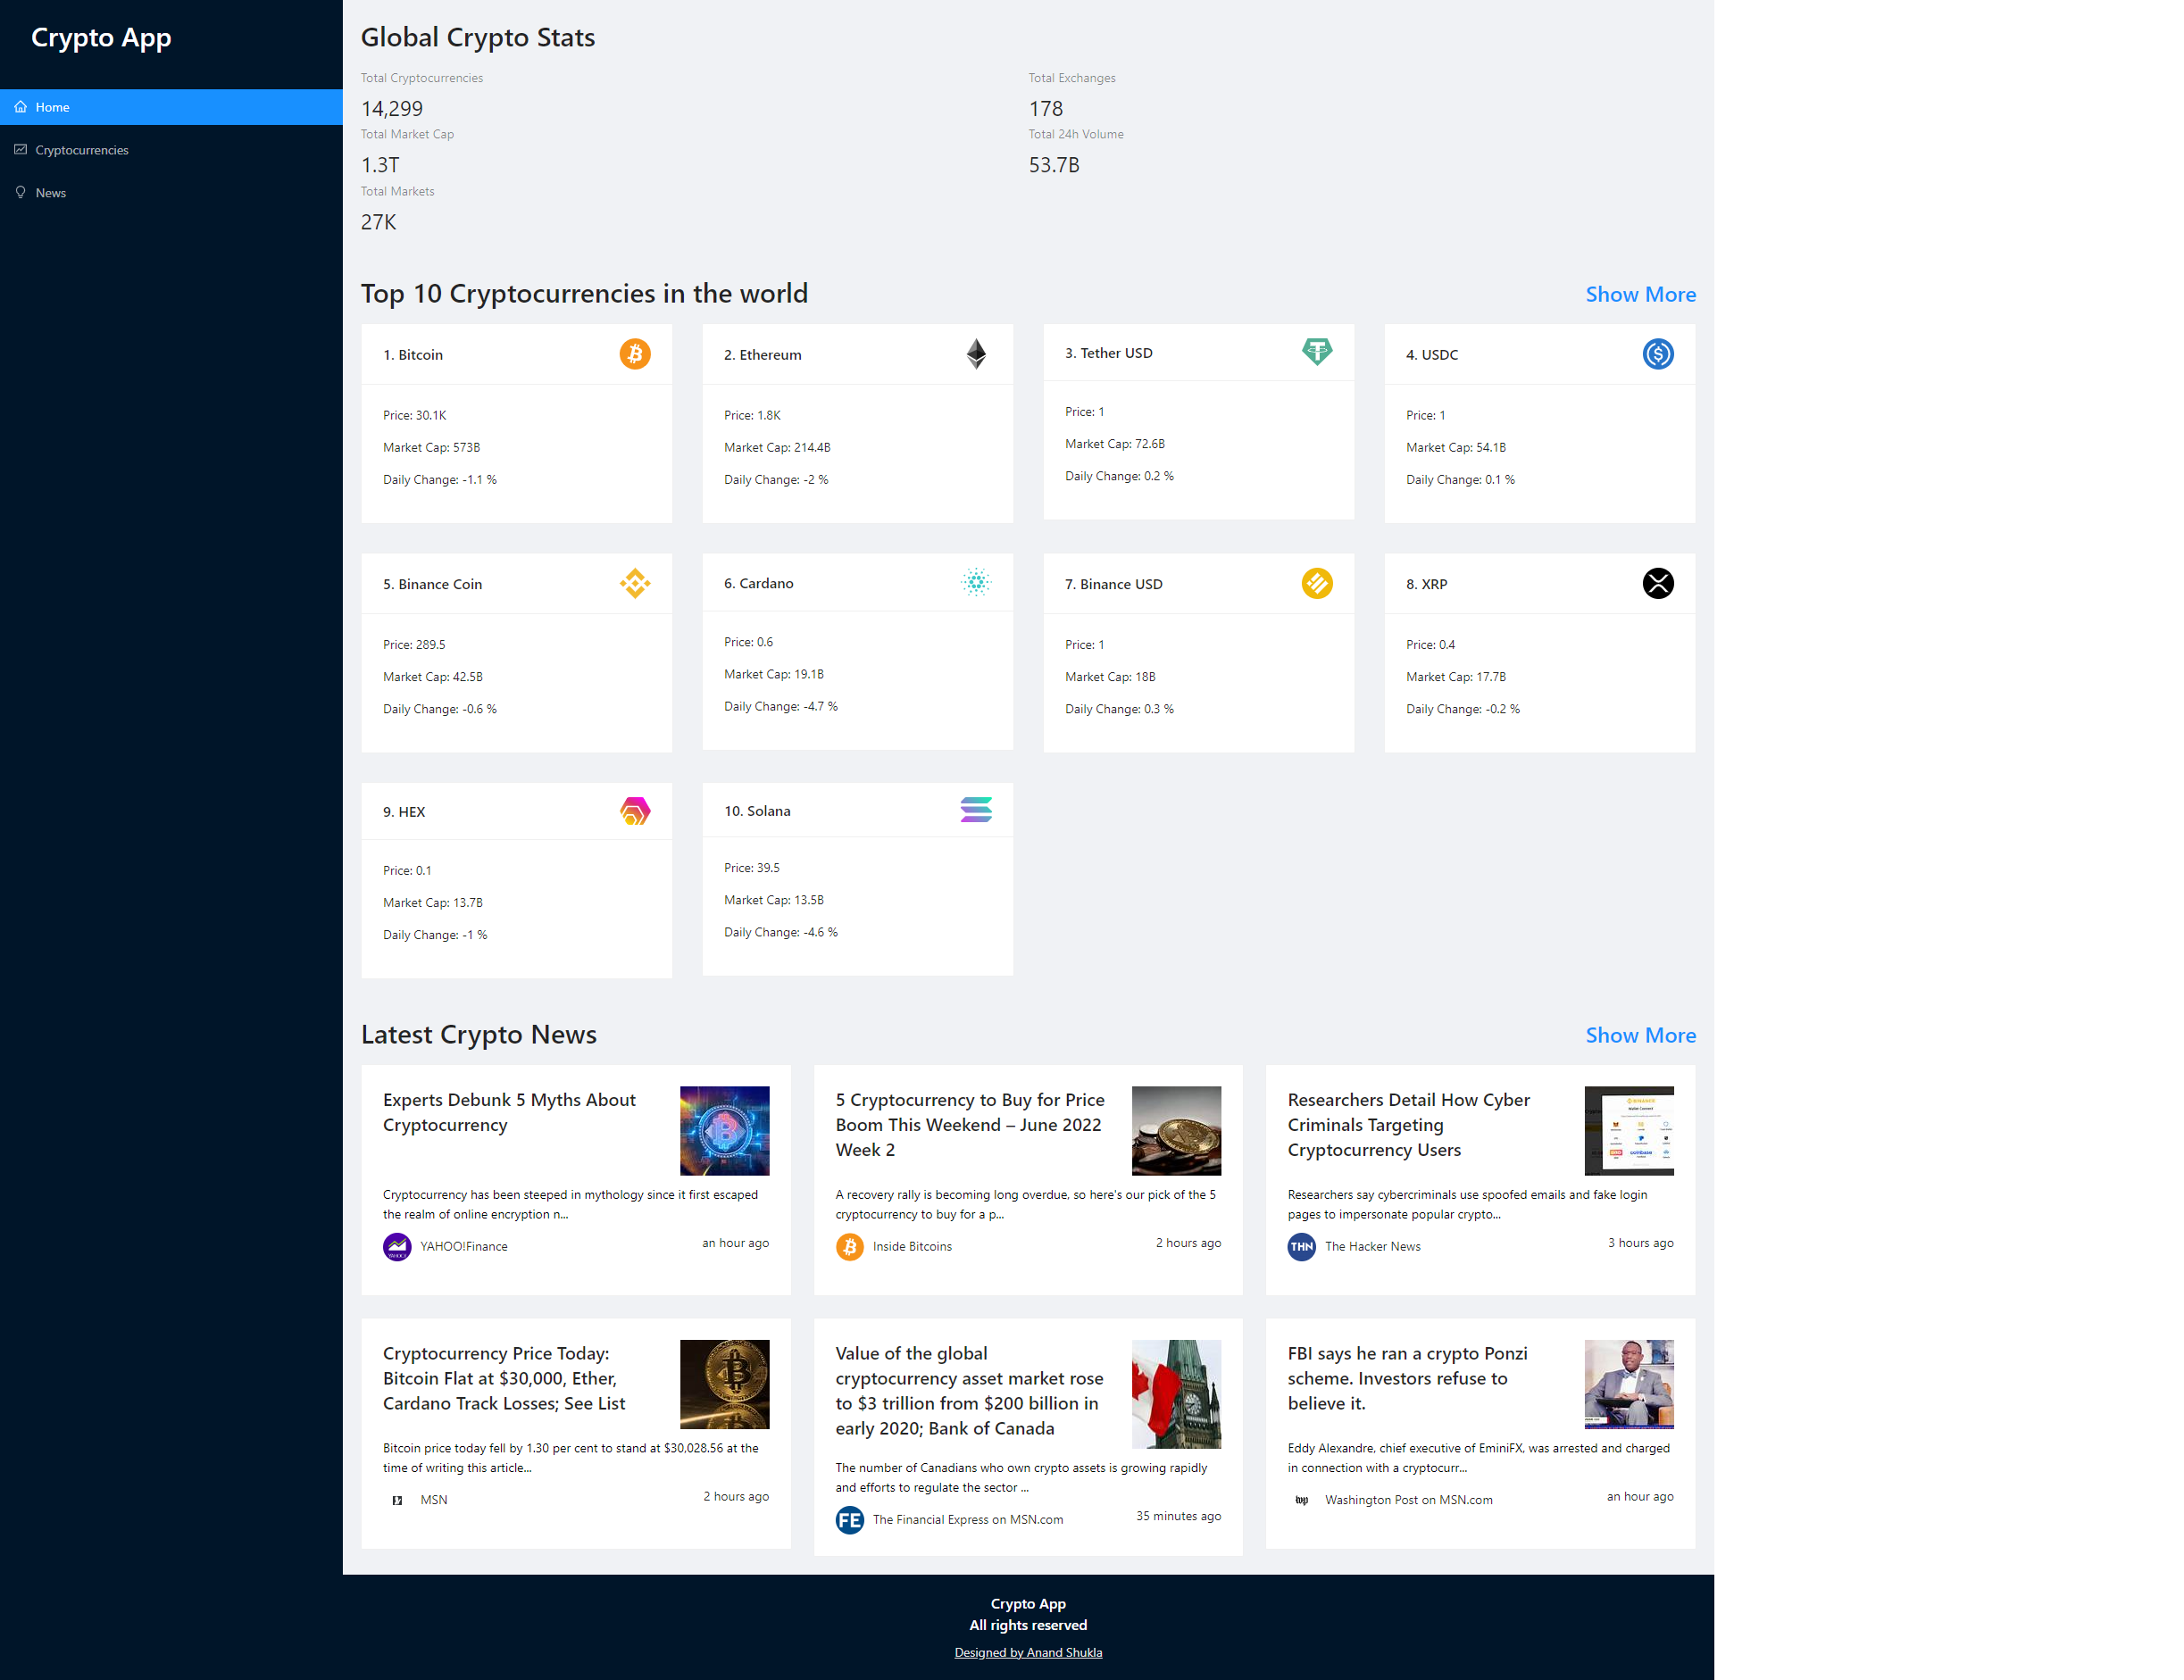 Crypto App
Home
Cryptocurrencies
News
Global Crypto Stats
Total Cryptocurrencies
14,299
Total Exchanges
178
Total Market Cap
1.3T
Total 24h Volume
53.7B
Total Markets
27K
Top 10 Cryptocurrencies in the world
Show More
1. Bitcoin
Price: 30.1K
Market Cap: 573B
Daily Change: -1.1 %
2. Ethereum
Price: 1.8K
Market Cap: 214.4B
Daily Change: -2 %
3. Tether USD
Price: 1
Market Cap: 72.6B
Daily Change: 0.2 %
4. USDC
Price: 1
Market Cap: 54.1B
Daily Change: 0.1 %
5. Binance Coin
Price: 289.5
Market Cap: 42.5B
Daily Change: -0.6 %
6. Cardano
Price: 0.6
Market Cap: 19.1B
Daily Change: -4.7 %
7. Binance USD
Price: 1
Market Cap: 18B
Daily Change: 0.3 %
8. XRP
Price: 0.4
Market Cap: 17.7B
Daily Change: -0.2 %
9. HEX
Price: 0.1
Market Cap: 13.7B
Daily Change: -1 %
10. Solana
Price: 39.5
Market Cap: 13.5B
Daily Change: -4.6 %
Latest Crypto News
Show More
Experts Debunk 5 Myths About
Cryptocurrency
Cryptocurrency has been steeped in mythology since it first escaped
the realm of online encryption n...
YAHOO!Finance
an hour ago
5 Cryptocurrency to Buy for Price
Boom This Weekend – June 2022
Week 2
A recovery rally is becoming long overdue, so here's our pick of the 5
cryptocurrency to buy for a p...
Inside Bitcoins
2 hours ago
Researchers Detail How Cyber
Criminals Targeting
Cryptocurrency Users
BINANCE
Wallet Connect
coinbase
Researchers say cybercriminals use spoofed emails and fake login
pages to impersonate popular crypto...
THN
The Hacker News
3 hours ago
Cryptocurrency Price Today:
Bitcoin Flat at $30,000, Ether,
Cardano Track Losses; See List
Bitcoin price today fell by 1.30 per cent to stand at $30,028.56 at the
time of writing this article...
MSN
2 hours ago
Value of the global
cryptocurrency asset market rose
to $3 trillion from $200 billion in
early 2020; Bank of Canada
The number of Canadians who own crypto assets is growing rapidly
and efforts to regulate the sector ...
FE
The Financial Express on MSN.com
35 minutes ago
FBI says he ran a crypto Ponzi
scheme. Investors refuse to
believe it.
Eddy Alexandre, chief executive of EminiFX, was arrested and charged
in connection with a cryptocurr...
wp
Washington Post on MSN.com
an hour ago
Crypto App
All rights reserved
Designed by Anand Shukla